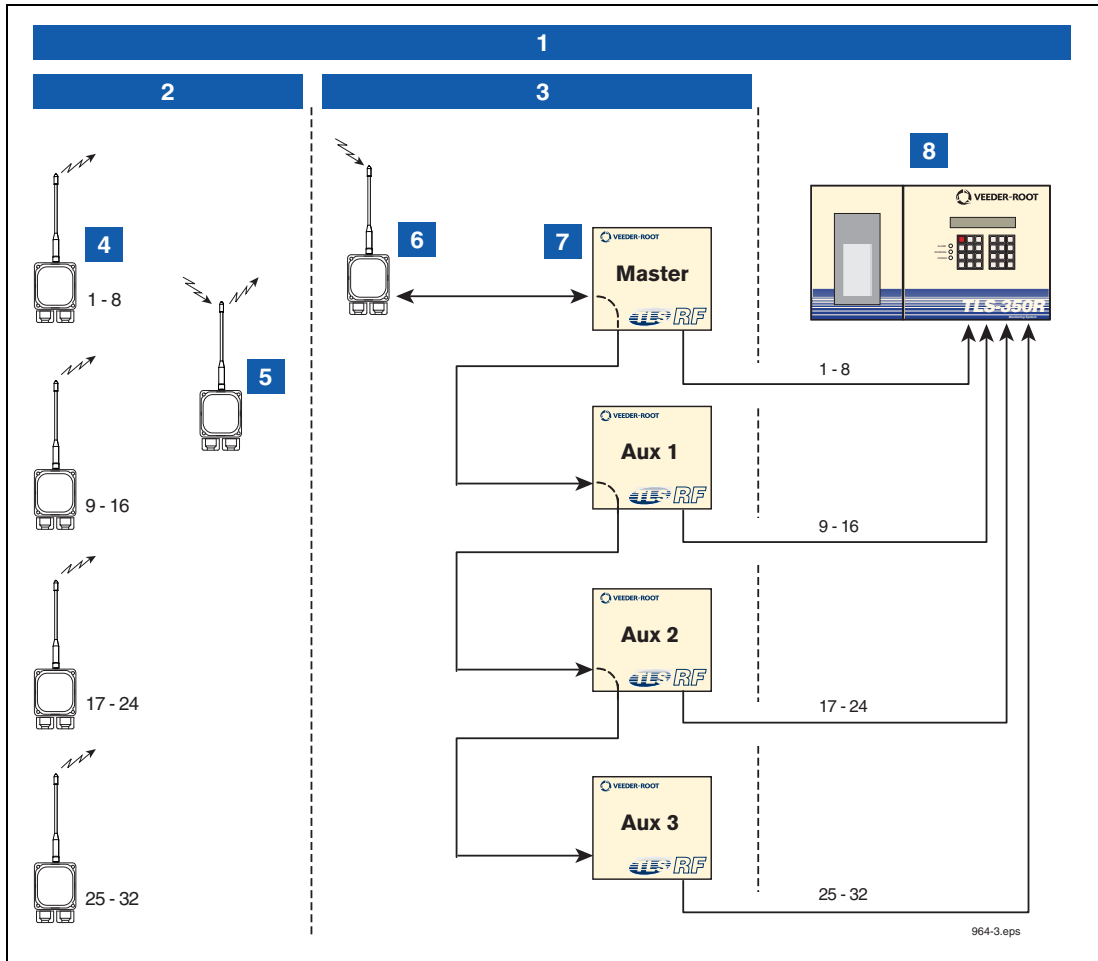 1
2
3
8
VEEDER-ROOT
TLS-350R
4
1 - 8
6
7
VEEDER-ROOT
Master
TLS RF
1 - 8
5
9 - 16
VEEDER-ROOT
Aux 1
TLS RF
9 - 16
17 - 24
VEEDER-ROOT
Aux 2
TLS RF
17 - 24
25 - 32
VEEDER-ROOT
Aux 3
TLS RF
25 - 32
964-3.eps